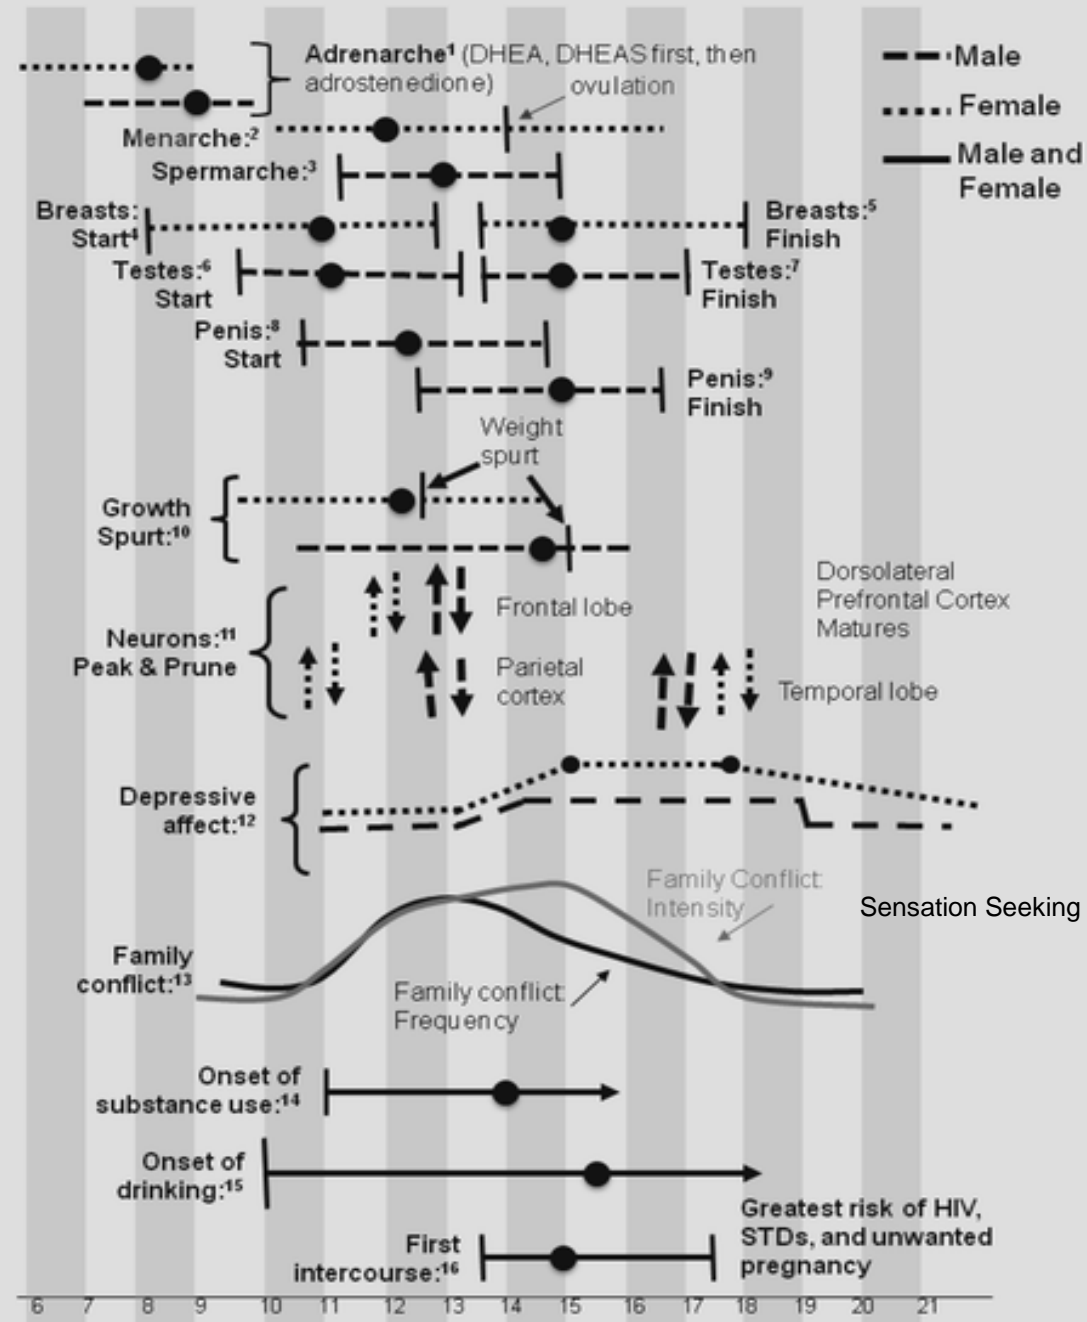 Adrenarche¹ (DHEA, DHEAS first, then
adrostenedione)
ovulation
Male
Female
Male and
Female
Menarche:²
Spermarche:³
Breasts:
Start⁴
Breasts:⁵
Finish
Testes:⁶
Start
Testes:⁷
Finish
Penis:⁸
Start
Penis:⁹
Finish
Weight
spurt
Growth
Spurt:¹⁰
Neurons:¹¹
Peak & Prune
Frontal lobe
Parietal
cortex
Dorsolateral
Prefrontal Cortex
Matures
Temporal lobe
Depressive
affect:¹²
Family
conflict:¹³
Family Conflict:
Intensity
Sensation Seeking
Family conflict:
Frequency
Onset of
substance use:¹⁴
Onset of
drinking:¹⁵
First
intercourse:¹⁶
Greatest risk of HIV,
STDs, and unwanted
pregnancy
6 7 8 9 10 11 12 13 14 15 16 17 18 19 20 21